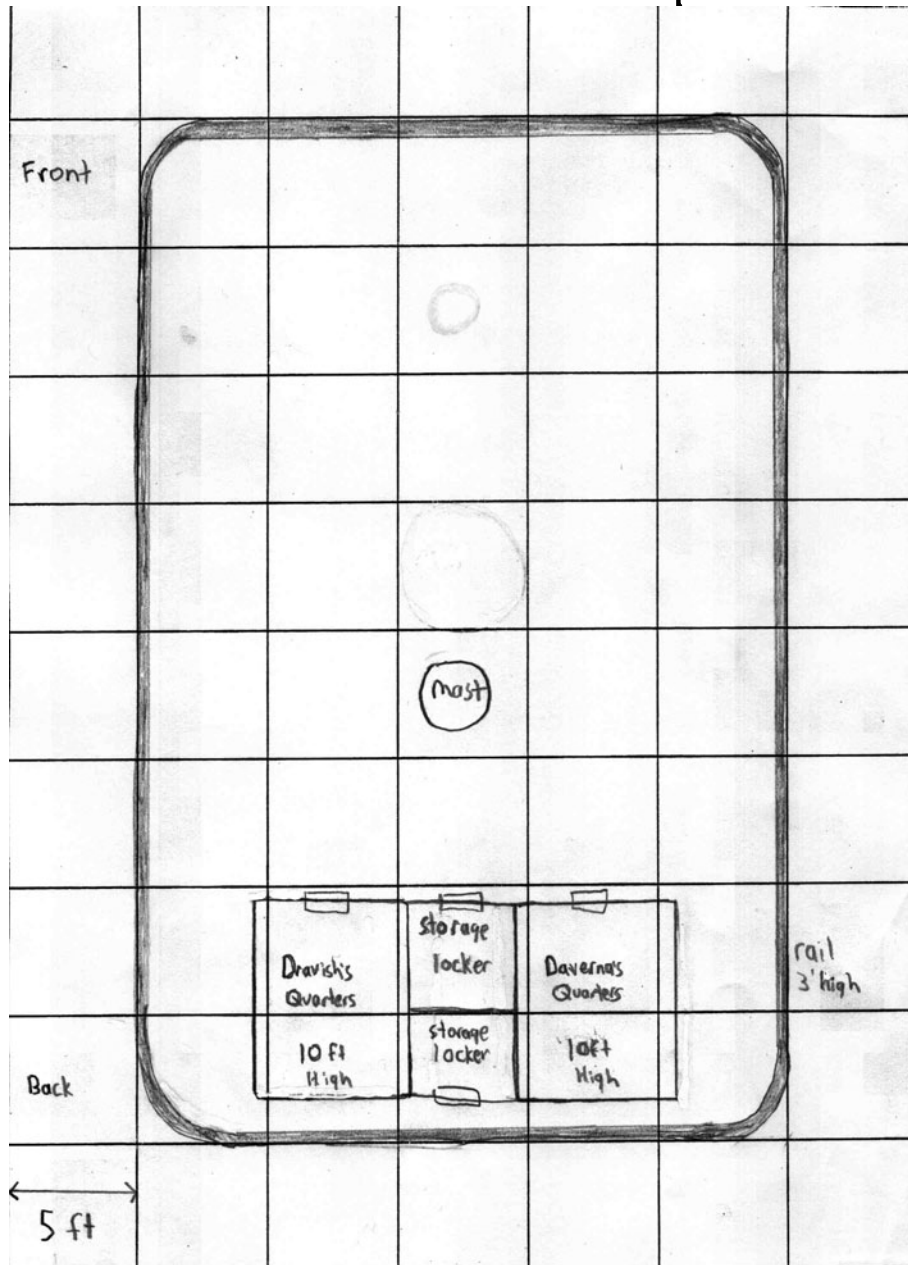 Front
mast
storage
locker
Dravish's
Quarters
Daverna's
Quarters
rail
3' high
storage
locker
10 ft
High
10ft
High
Back
5 ft